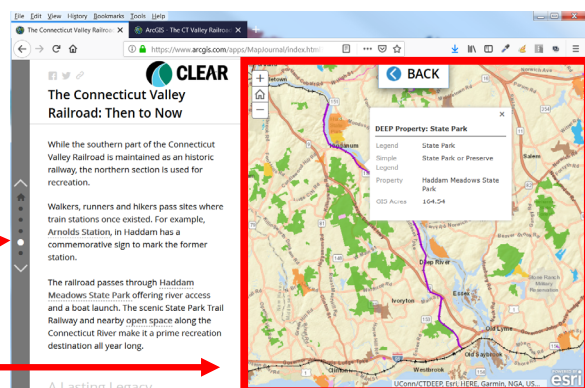 File Edit View History Bookmarks Tools Help
The Connecticut Valley Railroa
ArcGIS - The CT Valley Railroad
https://www.arcgis.com/apps/MapJournal/index.html
CLEAR
BACK
The Connecticut Valley
Railroad: Then to Now
While the southern part of the Connecticut
Valley Railroad is maintained as an historic
railway, the northern section is used for
recreation.
Walkers, runners and hikers pass sites where
train stations once existed. For example,
Arnolds Station, in Haddam has a
commemorative sign to mark the former
station.
The railroad passes through Haddam
Meadows State Park offering river access
and a boat launch. The scenic State Park Trail
Railway and nearby open space along the
Connecticut River make it a prime recreation
destination all year long.
A Lasting Legacy
DEEP Property: State Park
Legend State Park
Simple State Park or Preserve
Legend
Property Haddam Meadows State
Park
GIS Acres 164.54
Salem
Deep River
Ivoryton
Essex
Old Lyme
Old Saybrook
Westbrook
Clinton
Stone Ranch
Military
Reservation
UConn/CTDEEP, Esri, HERE, Garmin, NGA, US...
esri